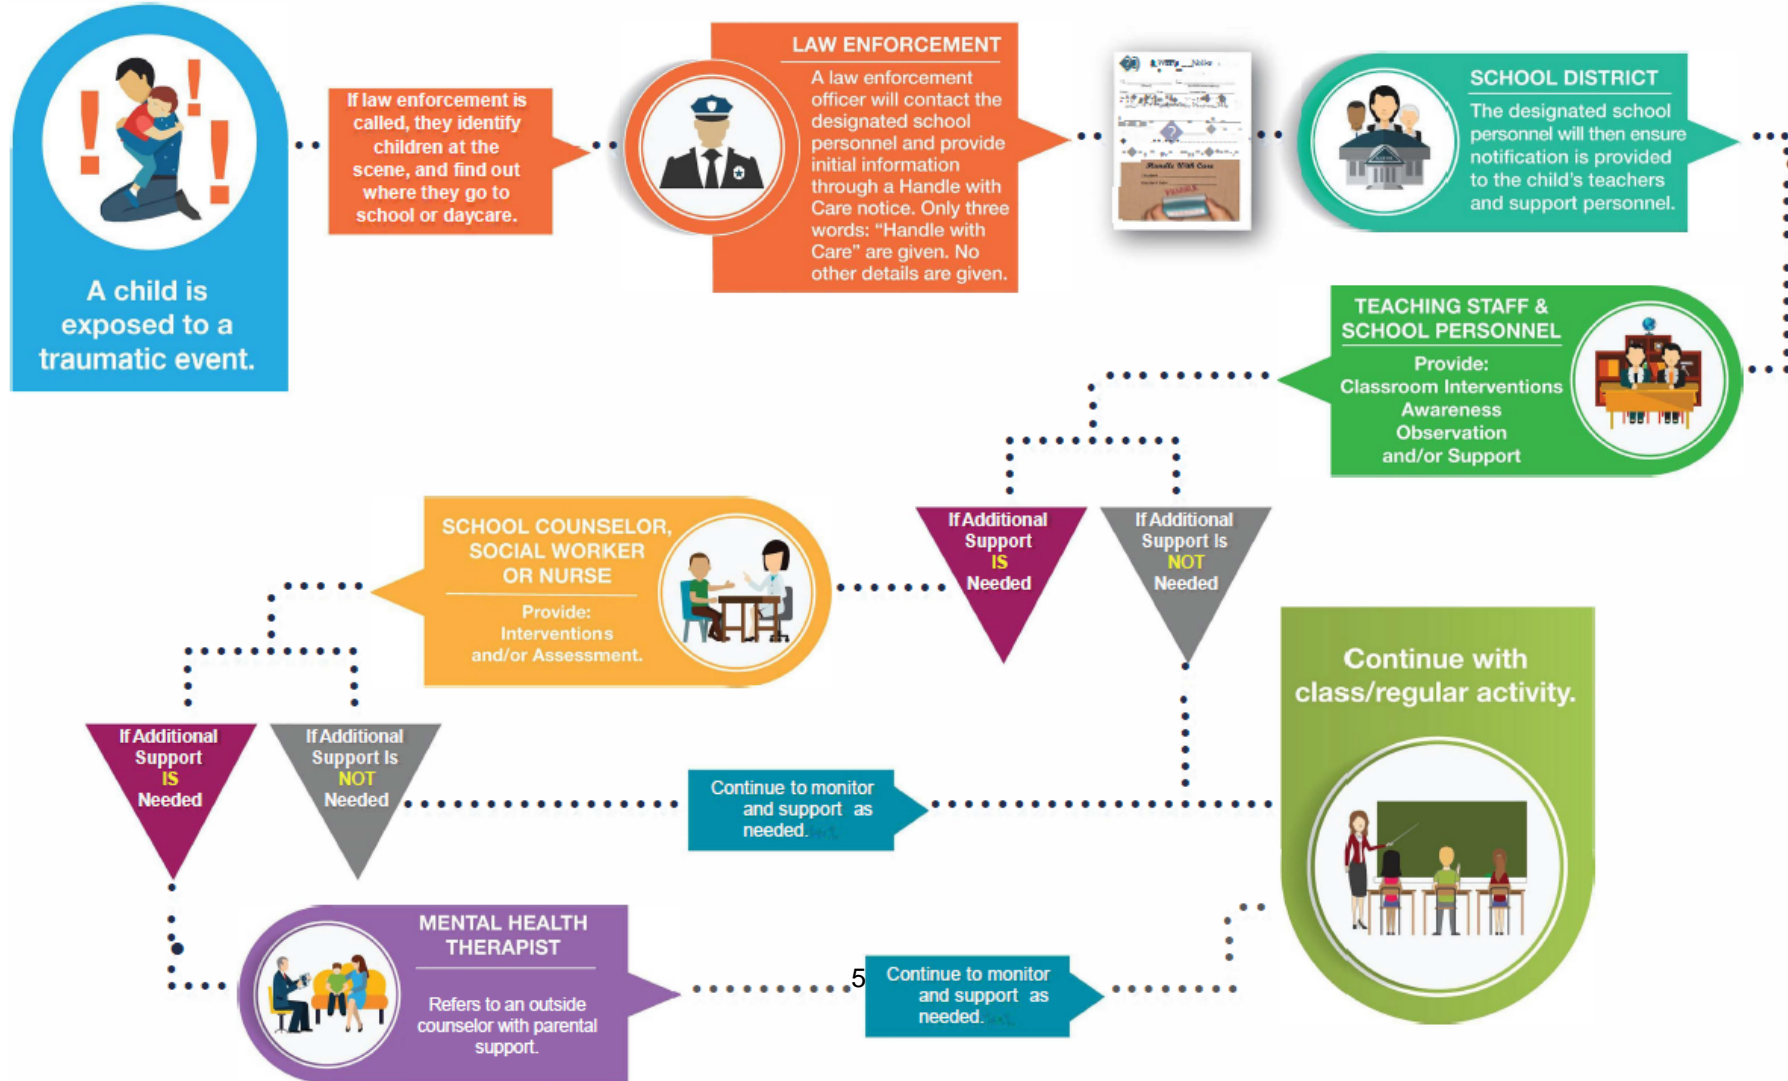 A child is
exposed to a
traumatic event.
If law enforcement is
called, they identify
children at the
scene, and find out
where they go to
school or daycare.
LAW ENFORCEMENT
A law enforcement
officer will contact the
designated school
personnel and provide
initial information
through a Handle with
Care notice. Only three
words: “Handle with
Care” are given. No
other details are given.
Handle With Care
FRAGILE
SCHOOL DISTRICT
The designated school
personnel will then ensure
notification is provided
to the child’s teachers
and support personnel.
TEACHING STAFF &
SCHOOL PERSONNEL
Provide:
Classroom Interventions
Awareness
Observation
and/or Support
If Additional
Support
IS
Needed
If Additional
Support Is
NOT
Needed
SCHOOL COUNSELOR,
SOCIAL WORKER
OR NURSE
Provide:
Interventions
and/or Assessment.
If Additional
Support
IS
Needed
If Additional
Support Is
NOT
Needed
Continue to monitor
and support as
needed.
MENTAL HEALTH
THERAPIST
Refers to an outside
counselor with parental
support.
5
Continue to monitor
and support as
needed.
Continue with
class/regular activity.